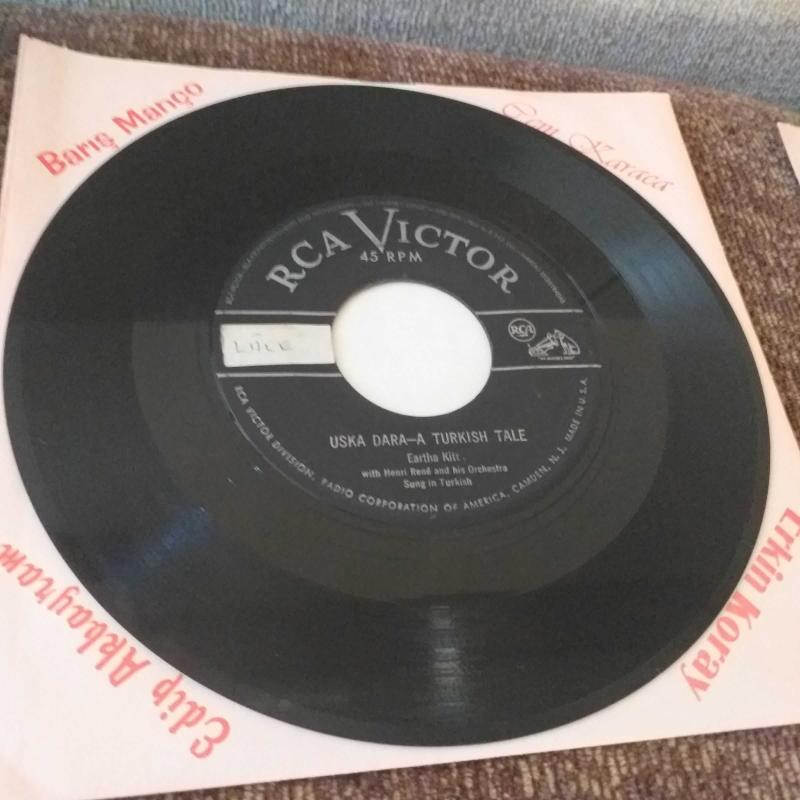 Barış Manço
Cem Karaca
RCA VICTOR
45 RPM
LÂLE
RCA
USKA DARA—A TURKISH TALE
Eartha Kitt
with Henri René and his Orchestra
Sung in Turkish
RCA VICTOR DIVISION, RADIO CORPORATION OF AMERICA, CAMDEN, N. J. MADE IN U.S.A.
Edip Akbayram
Erkin Koray